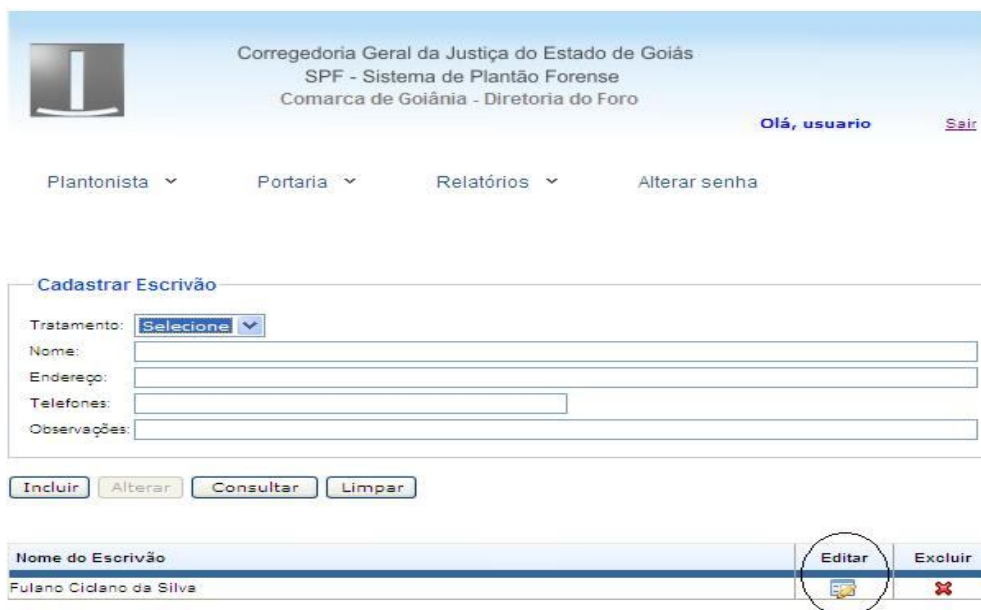 Corregedoria Geral da Justiça do Estado de Goiás
SPF - Sistema de Plantão Forense
Comarca de Goiânia - Diretoria do Foro
Olá, usuario Sair
Plantonista Portaria Relatórios Alterar senha
Cadastrar Escrivão
Tratamento: Selecione
Nome:
Endereço:
Telefones:
Observações:
Incluir Alterar Consultar Limpar
Nome do Escrivão Editar Excluir
Fulano Ciclano da Silva